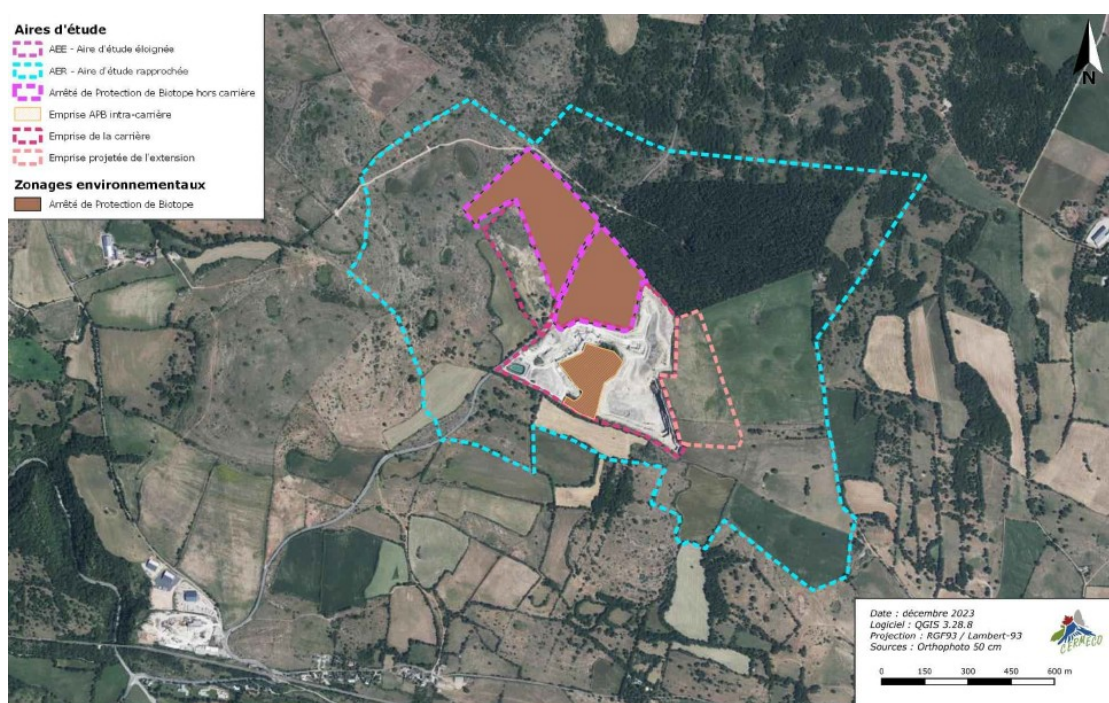 Aires d'étude
AEE - Aire d'étude éloignée
AER - Aire d'étude rapprochée
Arrêté de Protection de Biotope hors carrière
Emprise APB intra-carrière
Emprise de la carrière
Emprise projetée de l'extension
Zonages environnementaux
Arrêté de Protection de Biotope
N
Date : décembre 2023
Logiciel : QGIS 3.28.8
Projection : RGF93 / Lambert-93
Sources : Orthophoto 50 cm
CERMECO
0 150 300 450 600 m